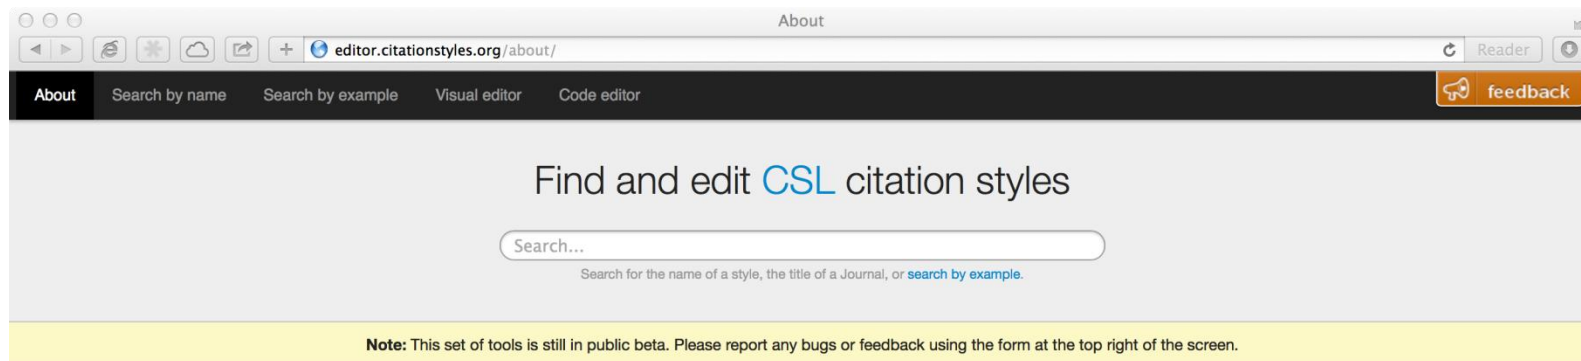 About
editor.citationstyles.org/about/
Reader
About Search by name Search by example Visual editor Code editor
feedback
Find and edit CSL citation styles
Search...
Search for the name of a style, the title of a Journal, or search by example.
Note: This set of tools is still in public beta. Please report any bugs or feedback using the form at the top right of the screen.